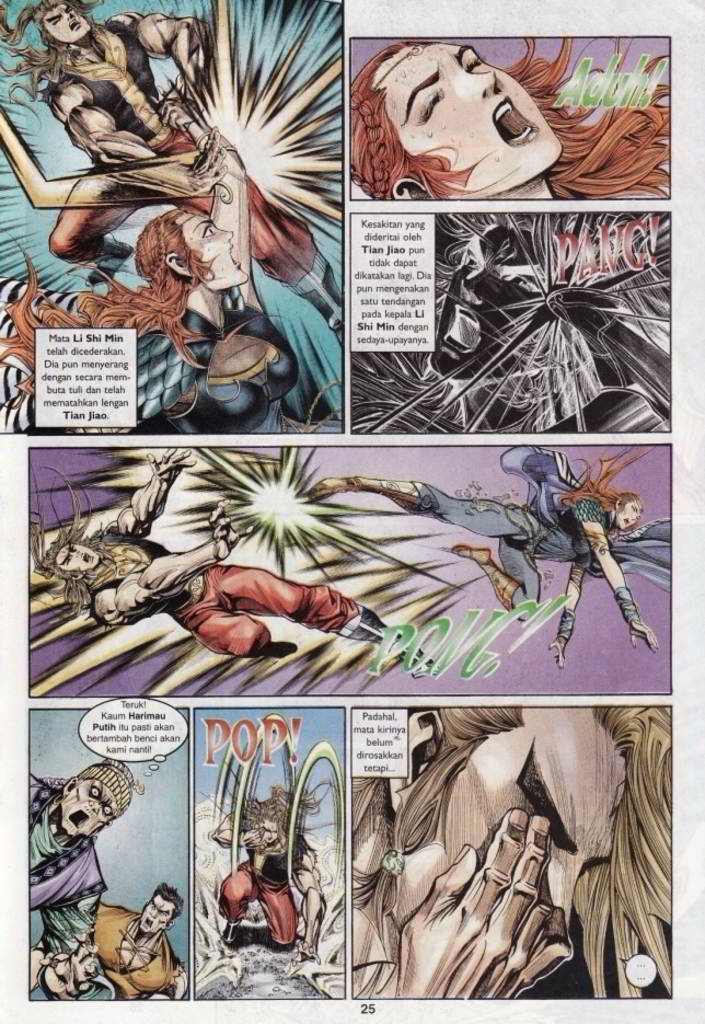 Aduh!
Mata Li Shi Min
telah dicederakan.
Dia pun menyerang
dengan secara mem-
buta tuli dan telah
mematahkan lengan
Tian Jiao.
Kesakitan yang
dideritai oleh
Tian Jiao pun
tidak dapat
dikatakan lagi. Dia
pun mengenakan
satu tendangan
pada kepala Li
Shi Min dengan
sedaya-upayanya.
PANG!
PONG!
Teruk!
Kaum Harimau
Putih itu pasti akan
bertambah benci akan
kami nanti!
POP!
Padahal,
mata kirinya
belum
dirosakkan
tetapi...
...
...
25